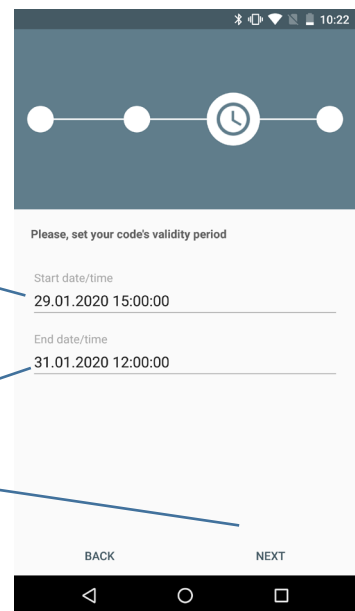 10:22
Please, set your code's validity period
Start date/time
29.01.2020 15:00:00
End date/time
31.01.2020 12:00:00
BACK NEXT